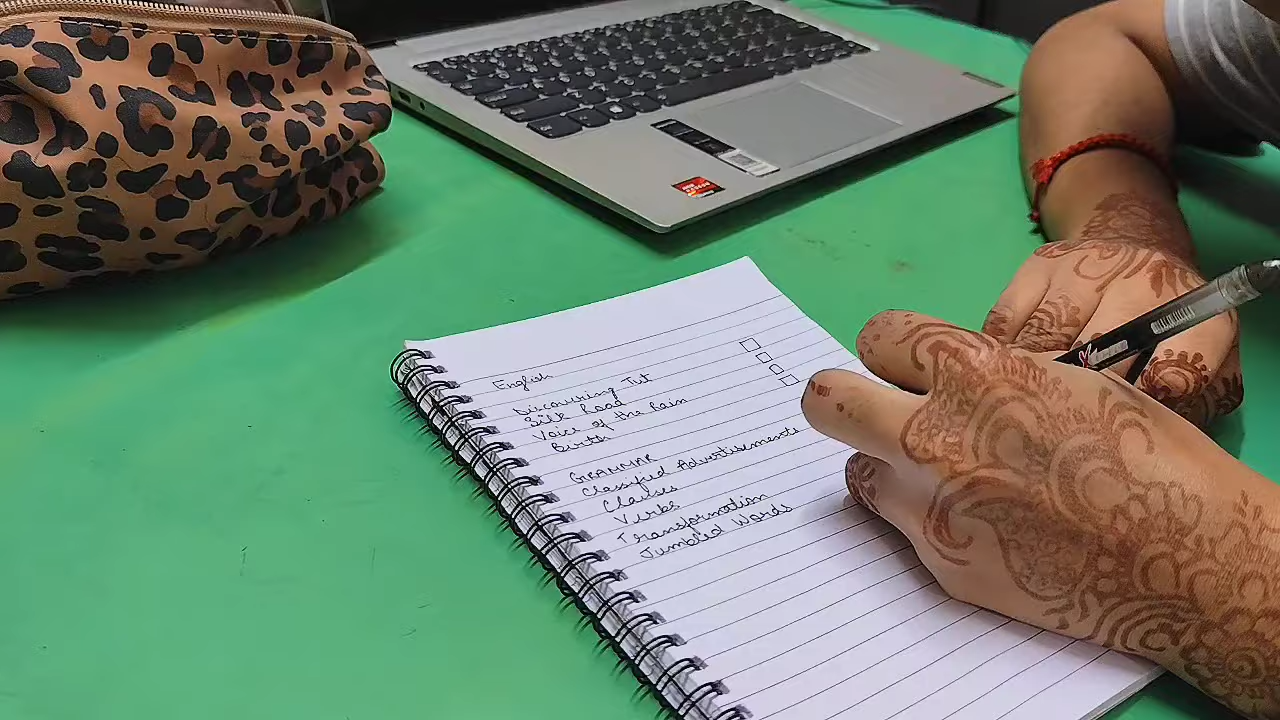 English
Discovering Tut
Silk Road
Voice of the Rain
Birth
GRAMMAR
Classified Advertisements
Clauses
Verbs
Transformation
Jumbled Words